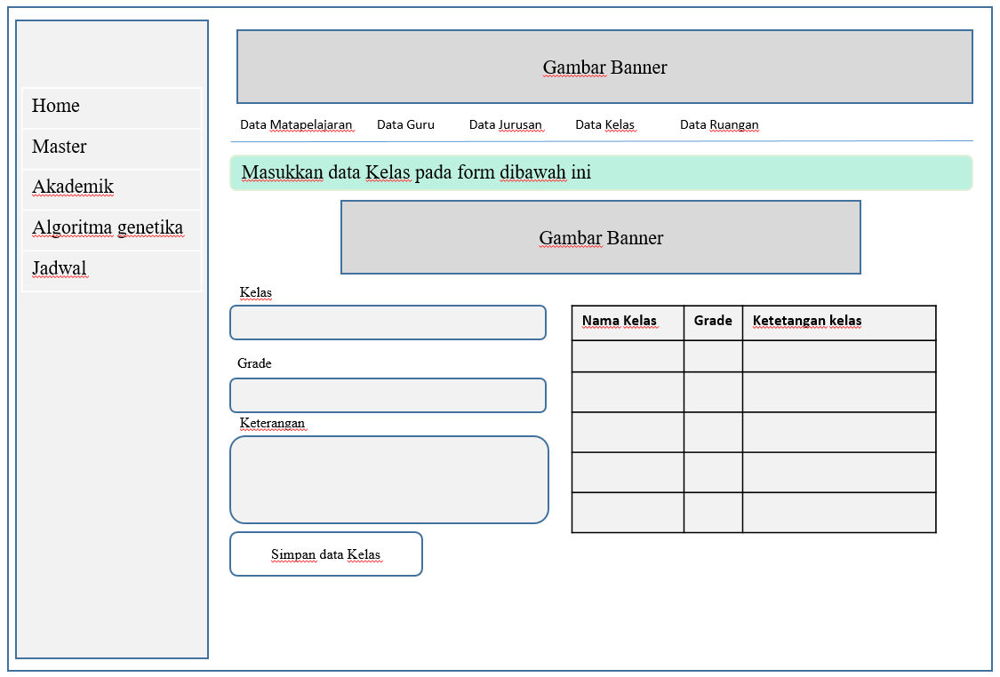 Home
Master
Akademik
Algoritma genetika
Jadwal
Gambar Banner
Data Matapelajaran Data Guru Data Jurusan Data Kelas Data Ruangan
Masukkan data Kelas pada form dibawah ini
Gambar Banner
Kelas
Grade
Keterangan
Simpan data Kelas
Nama Kelas Grade Ketetangan kelas